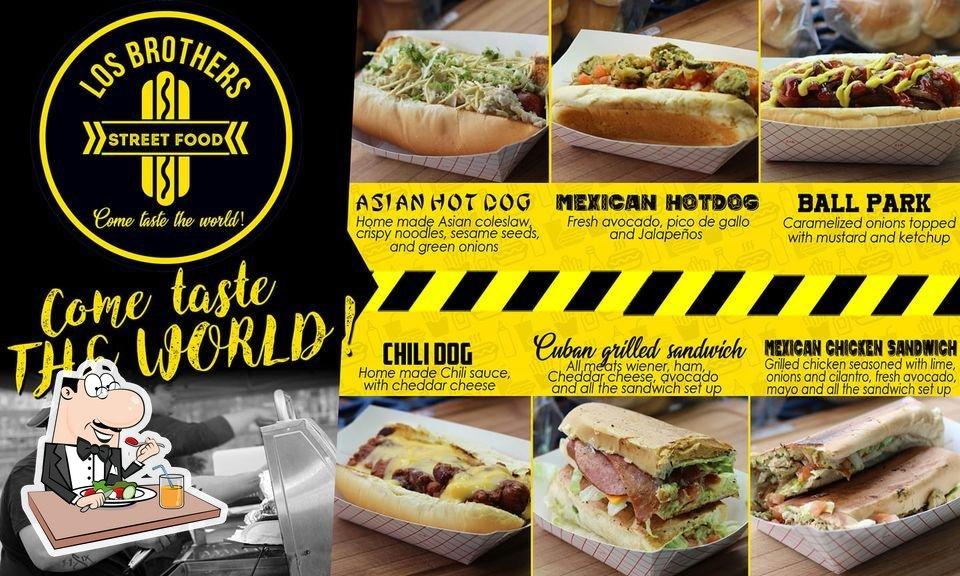 LOS BROTHERS
STREET FOOD
Come taste the world!
Come taste
THE WORLD!
ASIAN HOT DOG
Home made Asian coleslaw,
crispy noodles, sesame seeds,
and green onions
MEXICAN HOTDOG
Fresh avocado, pico de gallo
and Jalapeños
BALL PARK
Caramelized onions topped
with mustard and ketchup
CHILI DOG
Home made Chili sauce,
with cheddar cheese
Cuban grilled sandwich
All meats wiener, ham,
Cheddar cheese, avocado
and all the sandwich set up
MEXICAN CHICKEN SANDWICH
Grilled chicken seasoned with lime,
onions and cilantro, fresh avocado,
mayo and all the sandwich set up